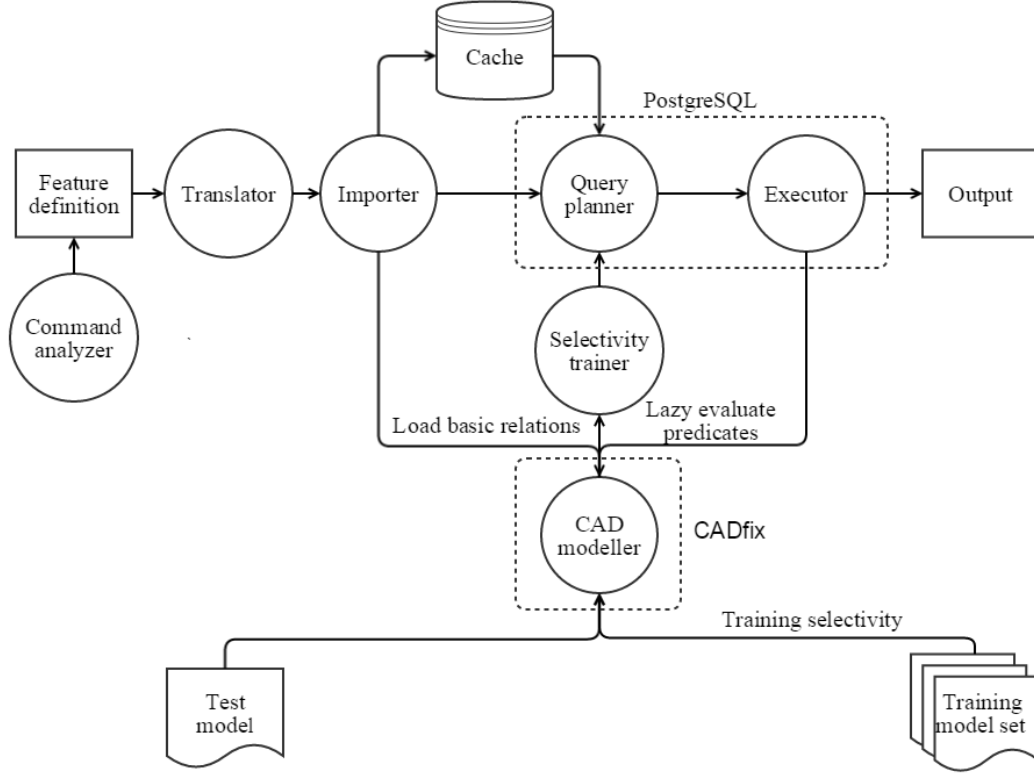 Cache
PostgreSQL
Feature
definition
Translator
Importer
Query
planner
Executor
Output
Command
analyzer
Selectivity
trainer
Load basic relations
Lazy evaluate
predicates
CAD
modeller
CADfix
Training selectivity
Test
model
Training
model set